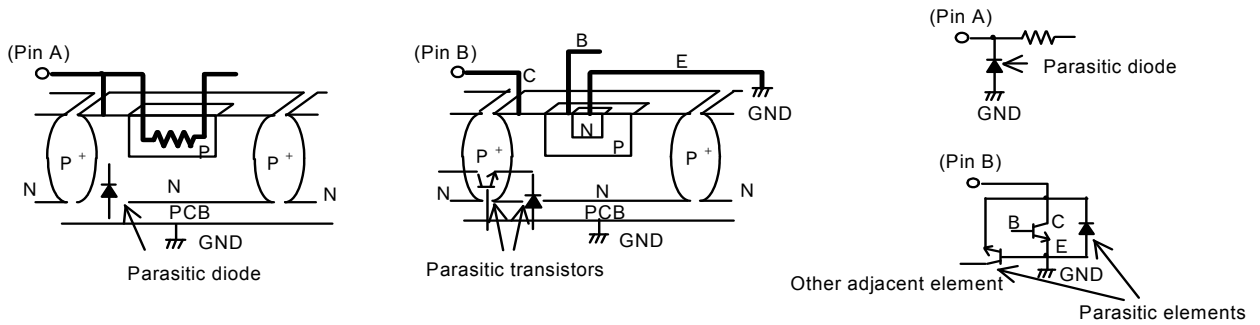 (Pin A)
P
P +
P +
N
N
N
PCB
GND
Parasitic diode
(Pin B)
B
C
E
GND
N
P
P +
P +
N
N
N
PCB
GND
Parasitic transistors
(Pin A)
Parasitic diode
GND
(Pin B)
B
C
E
GND
Other adjacent element
Parasitic elements